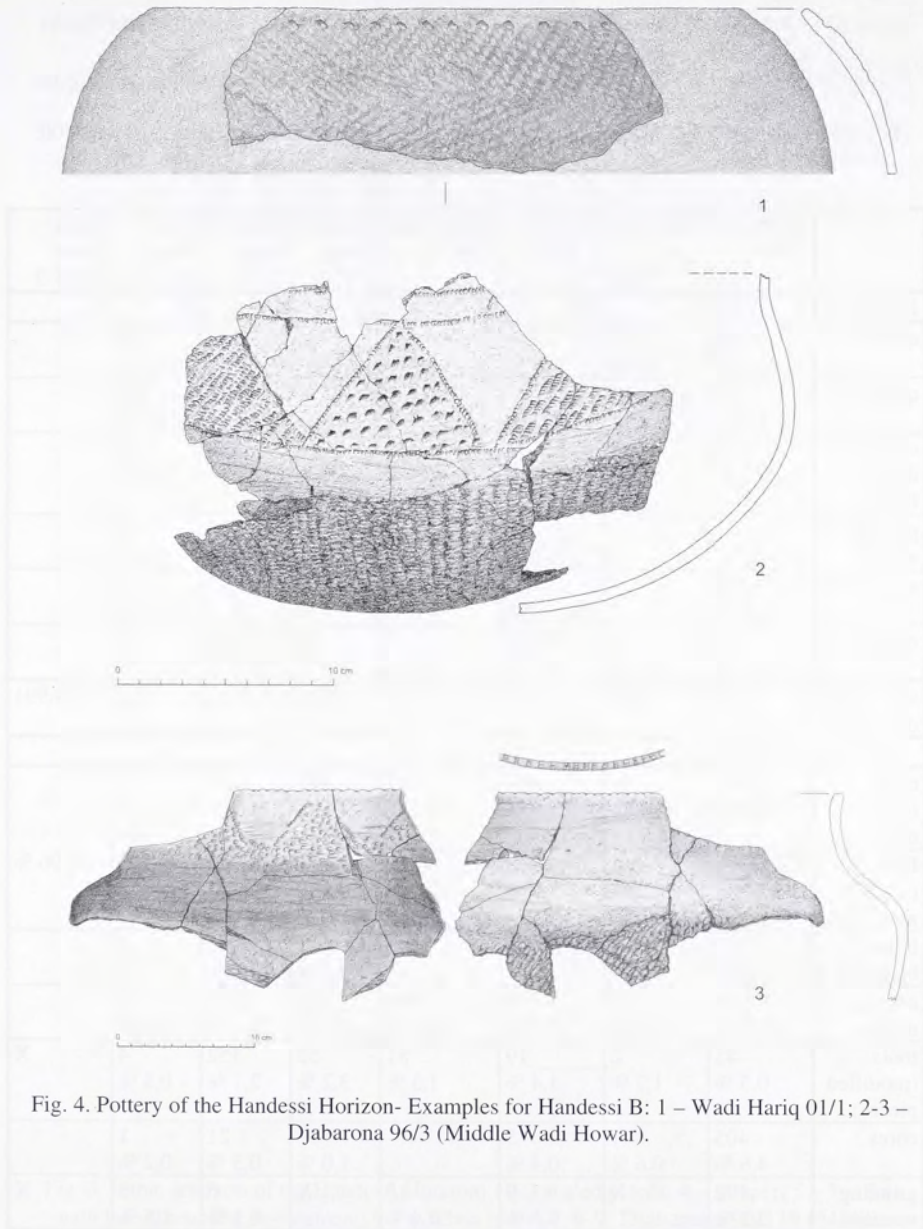 1
2
0 10 cm
3
0 10 cm
Fig. 4. Pottery of the Handessi Horizon- Examples for Handessi B: 1 – Wadi Hariq 01/1; 2-3 –
Djabarona 96/3 (Middle Wadi Howar).